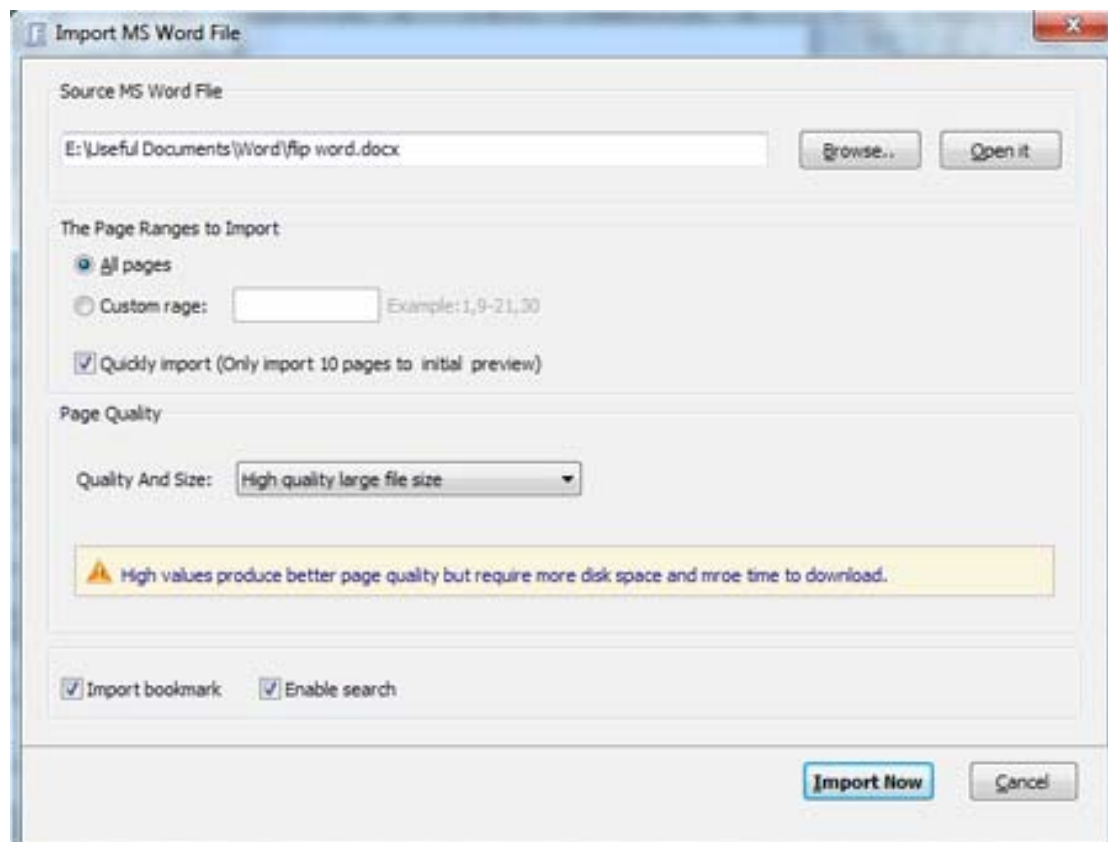 Import MS Word File
Source MS Word Flie
E:\Useful Documents\Word\flip word.docx
Browse..
Open it
The Page Ranges to Import
All pages
Custom rage:
Example:1,9-21,30
Quickly import (Only import 10 pages to initial preview)
Page Quality
Quality And Size:
High quality large file size
High values produce better page quality but require more disk space and mroe time to download.
Import bookmark
Enable search
Import Now
Cancel